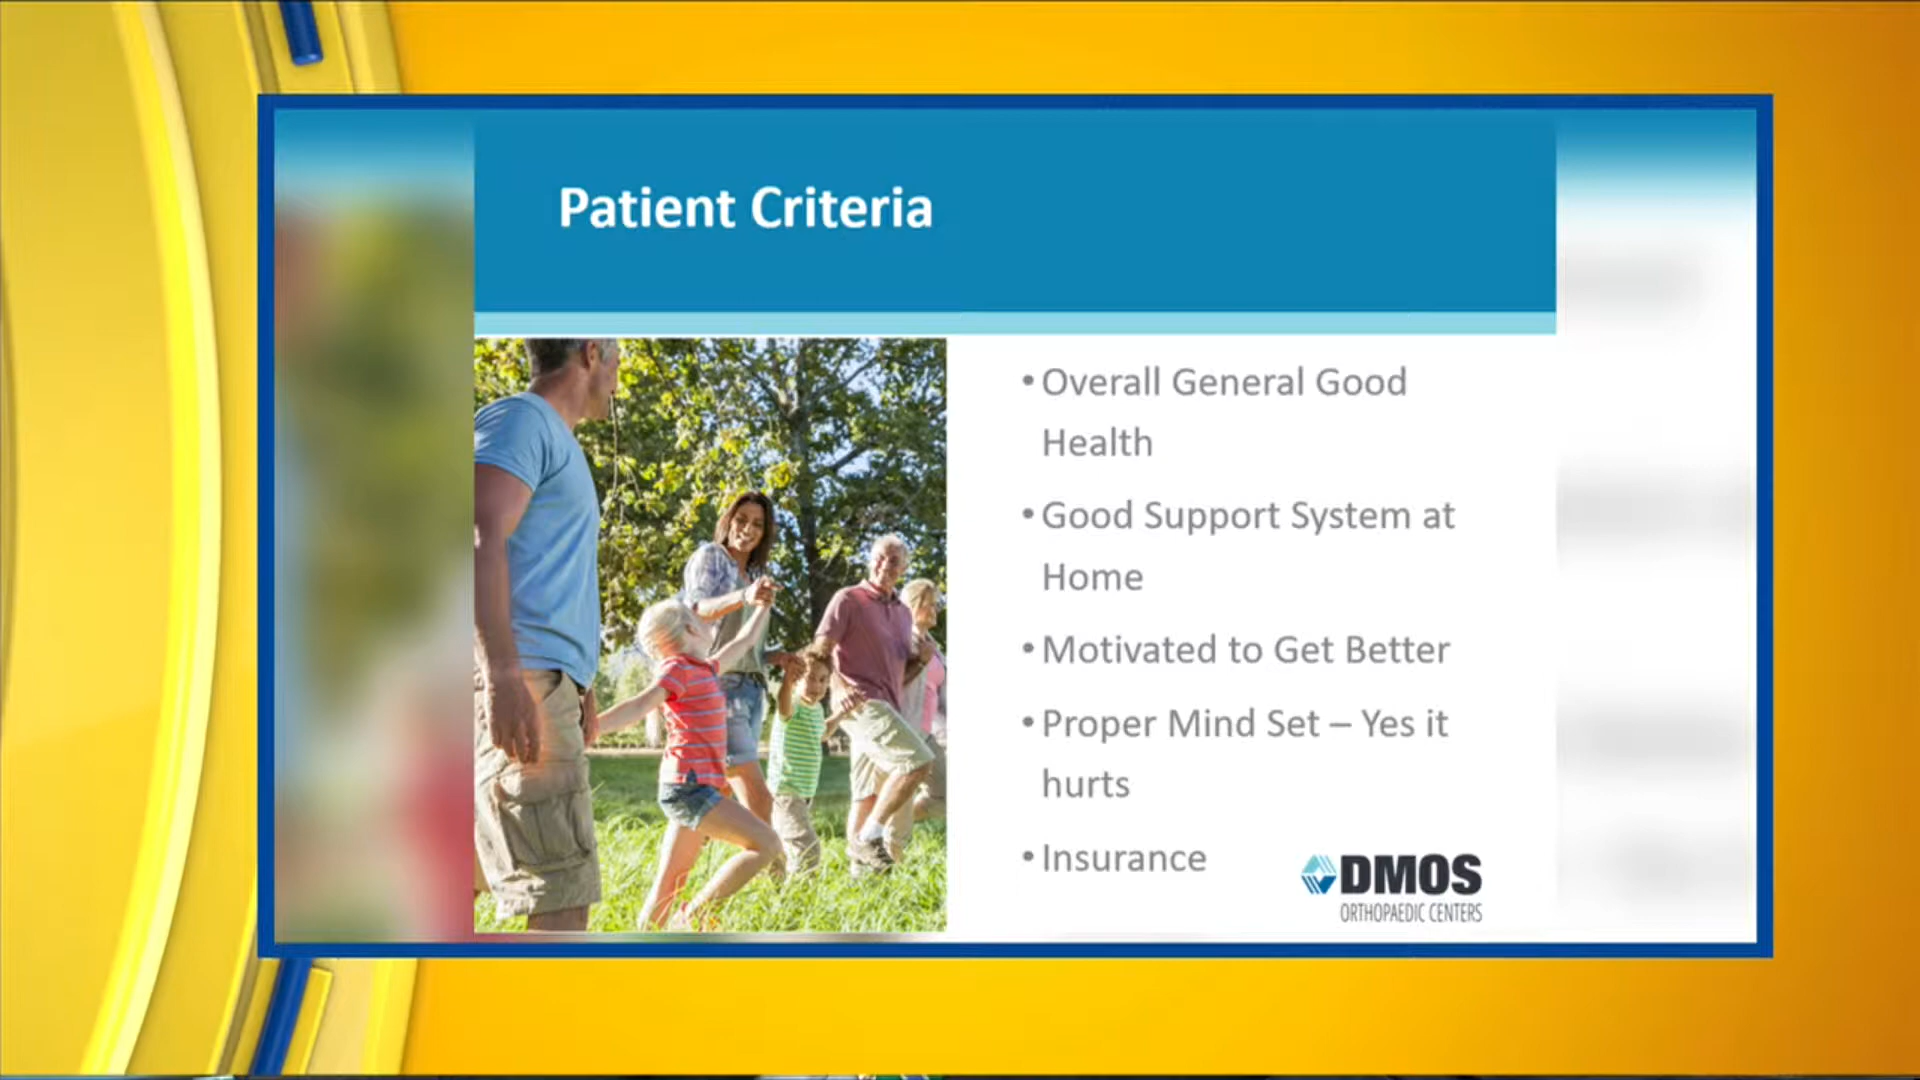 Patient Criteria
• Overall General Good
Health
• Good Support System at
Home
• Motivated to Get Better
• Proper Mind Set – Yes it
hurts
• Insurance
DMOS
ORTHOPAEDIC CENTERS